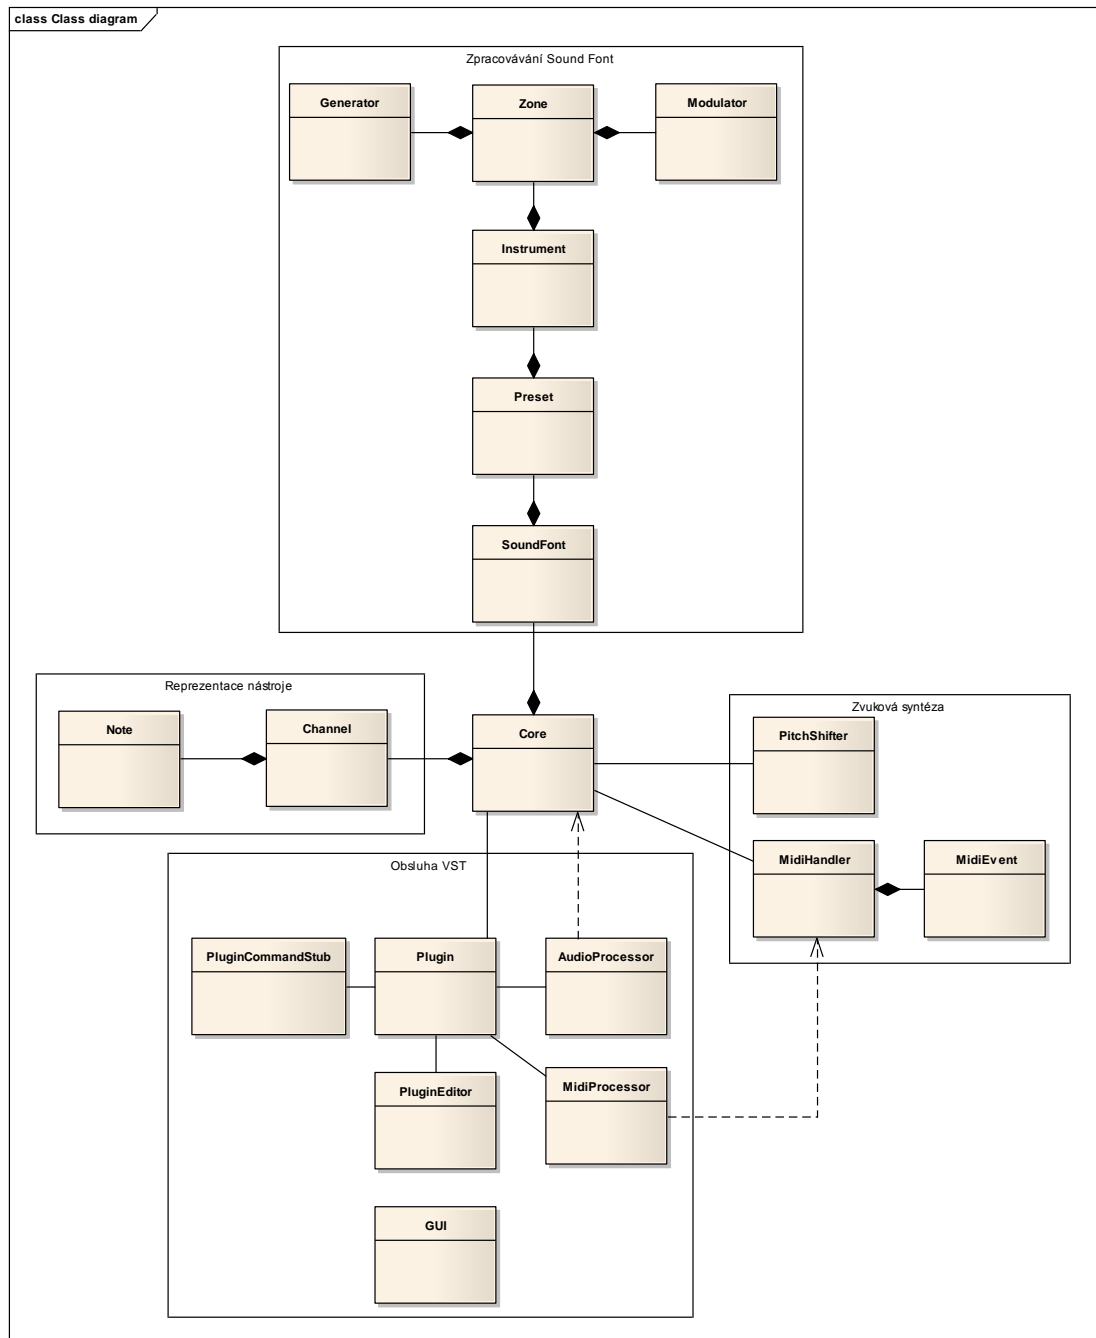 class Class diagram
Zpracovávání Sound Font
Generator
Zone
Modulator
Instrument
Preset
SoundFont
Reprezentace nástroje
Note
Channel
Core
Zvuková syntéza
PitchShifter
MidiHandler
MidiEvent
Obsluha VST
PluginCommandStub
Plugin
AudioProcessor
PluginEditor
MidiProcessor
GUI